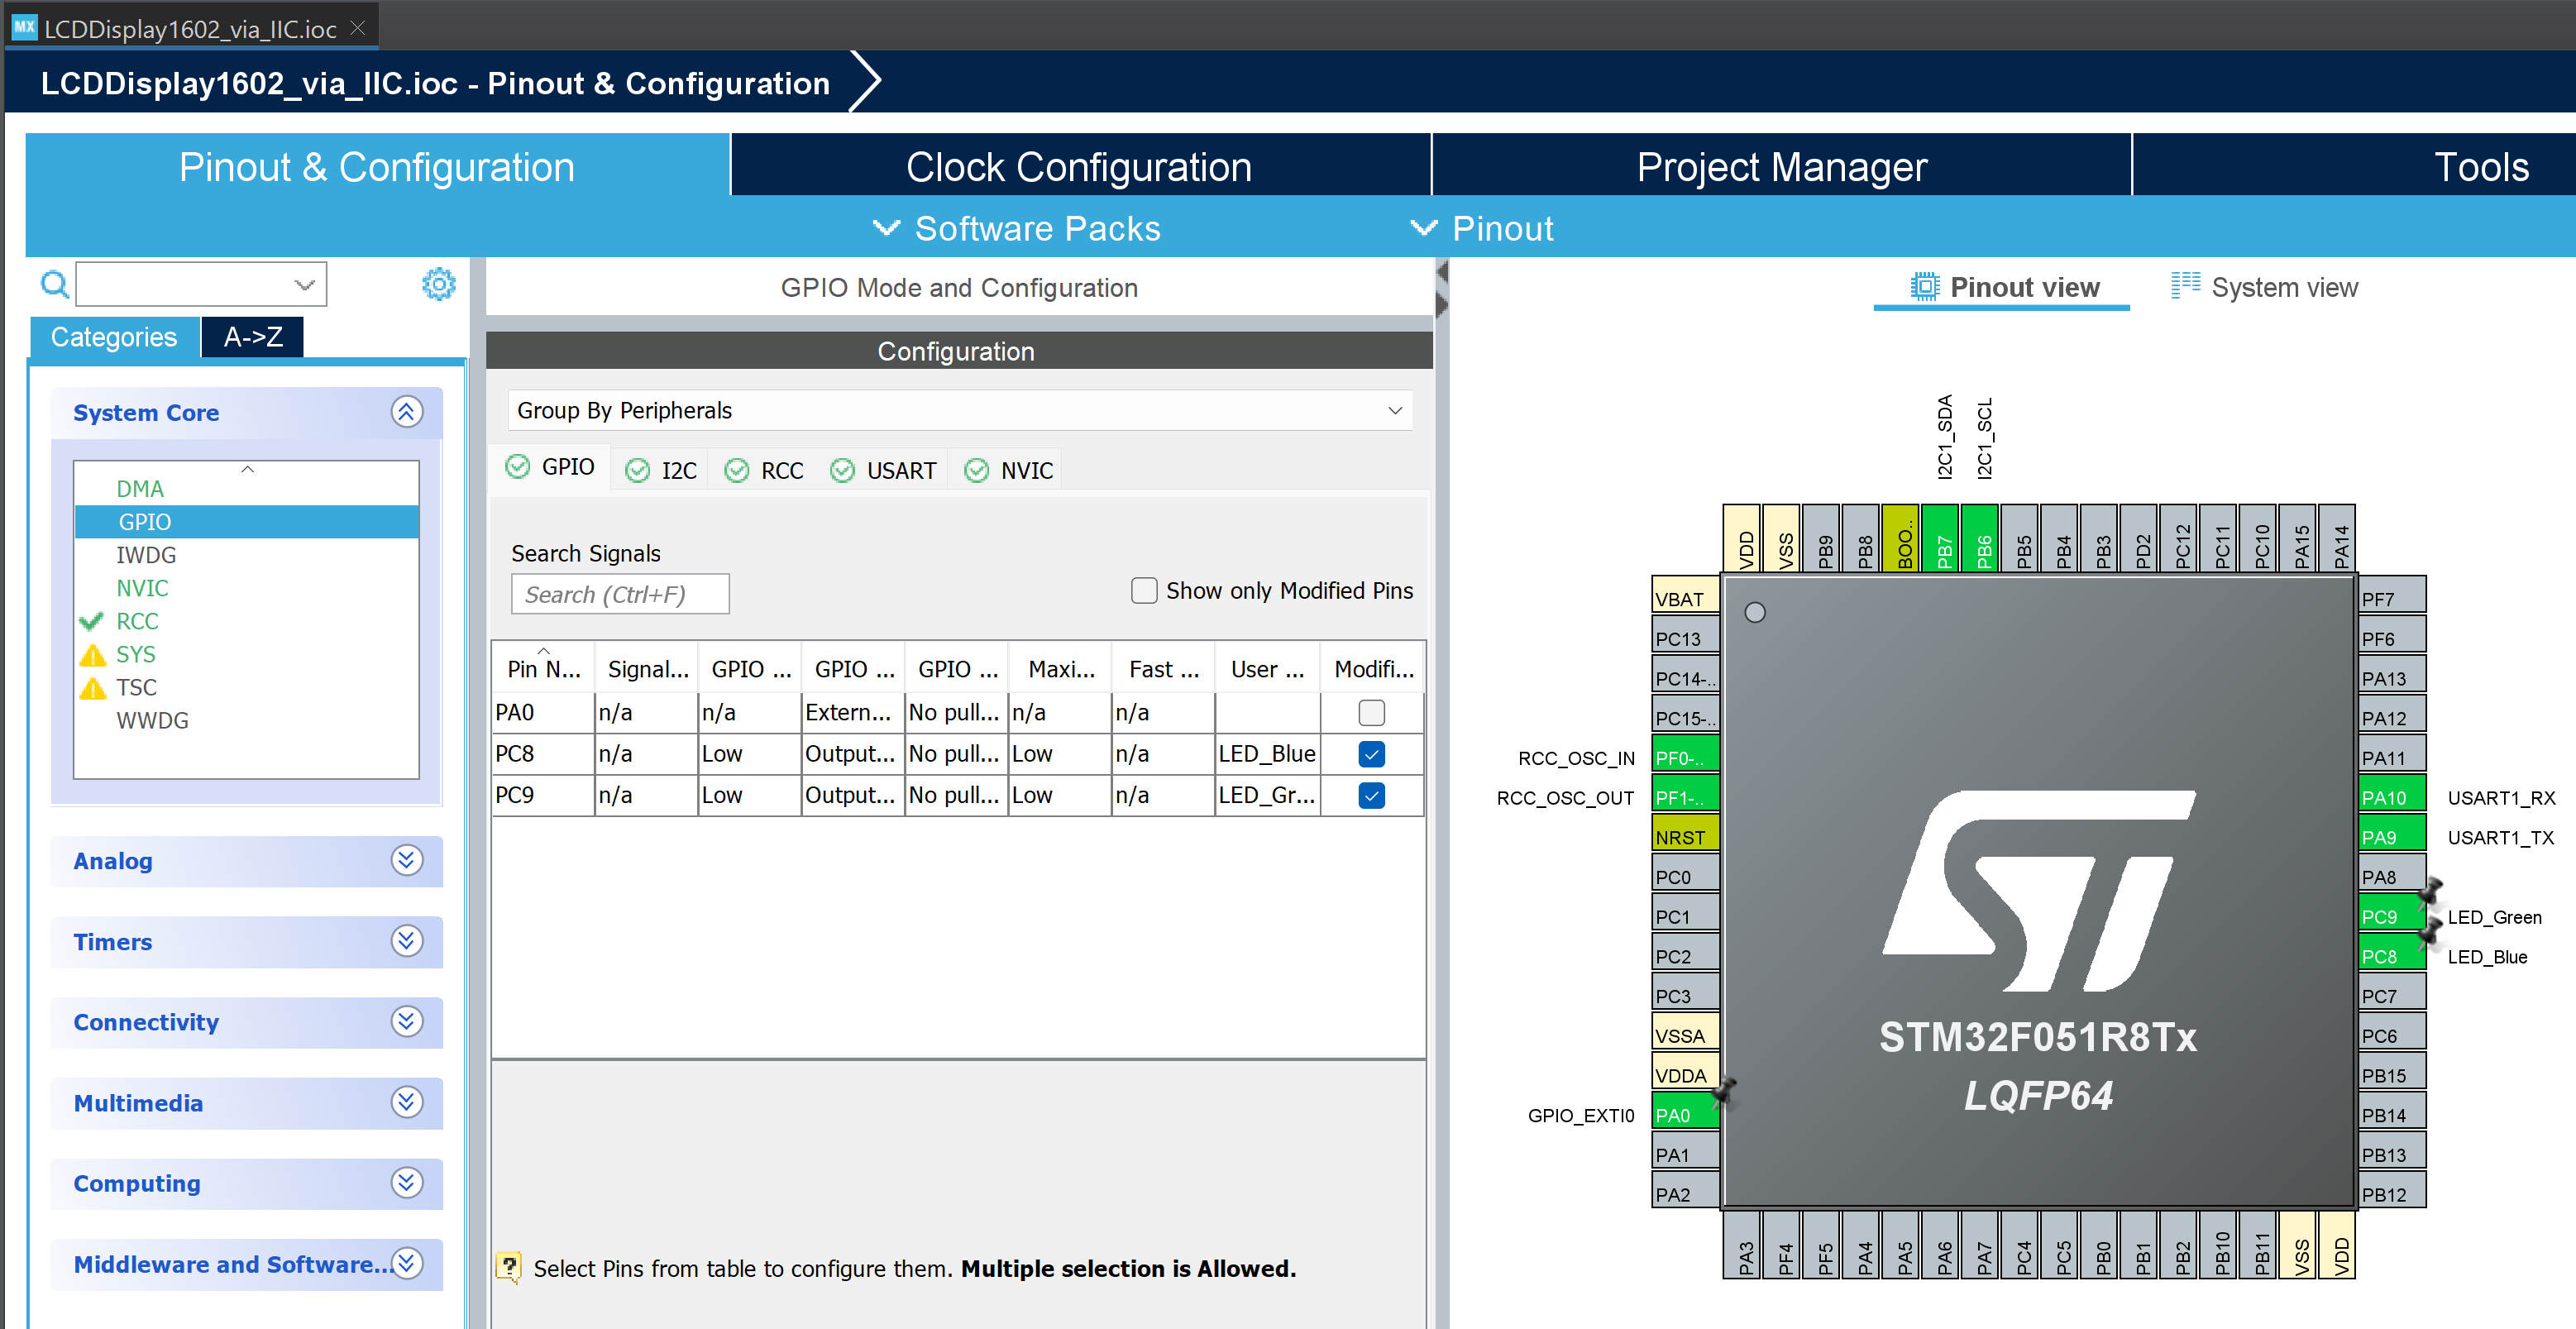 MX LCDDisplay1602_via_IIC.ioc
LCDDisplay1602_via_IIC.ioc - Pinout & Configuration
Pinout & Configuration
Clock Configuration
Project Manager
Tools
Software Packs
Pinout
Categories
A->Z
System Core
DMA
GPIO
IWDG
NVIC
RCC
SYS
TSC
WWDG
Analog
Timers
Connectivity
Multimedia
Computing
Middleware and Software...
GPIO Mode and Configuration
Configuration
Group By Peripherals
GPIO I2C RCC USART NVIC
Search Signals
Search (Ctrl+F)
Show only Modified Pins
Pin N... Signal... GPIO ... GPIO ... GPIO ... Maxi... Fast ... User ... Modifi...
PA0 n/a n/a Extern... No pull... n/a n/a
PC8 n/a Low Output... No pull... Low n/a LED_Blue
PC9 n/a Low Output... No pull... Low n/a LED_Gr...
Select Pins from table to configure them. Multiple selection is Allowed.
Pinout view
System view
I2C1_SDA
I2C1_SCL
VDD VSS PB9 PB8 BOO.. PB7 PB6 PB5 PB4 PB3 PD2 PC12 PC11 PC10 PA15 PA14
VBAT
PC13
PC14-..
PC15-..
RCC_OSC_IN PF0-..
RCC_OSC_OUT PF1-..
NRST
PC0
PC1
PC2
PC3
VSSA
VDDA
GPIO_EXTI0 PA0
PA1
PA2
STM32F051R8Tx
LQFP64
PF7
PF6
PA13
PA12
PA11
PA10 USART1_RX
PA9 USART1_TX
PA8
PC9 LED_Green
PC8 LED_Blue
PC7
PC6
PB15
PB14
PB13
PB12
PA3 PF4 PF5 PA4 PA5 PA6 PA7 PC4 PC5 PB0 PB1 PB2 PB10 PB11 VSS VDD